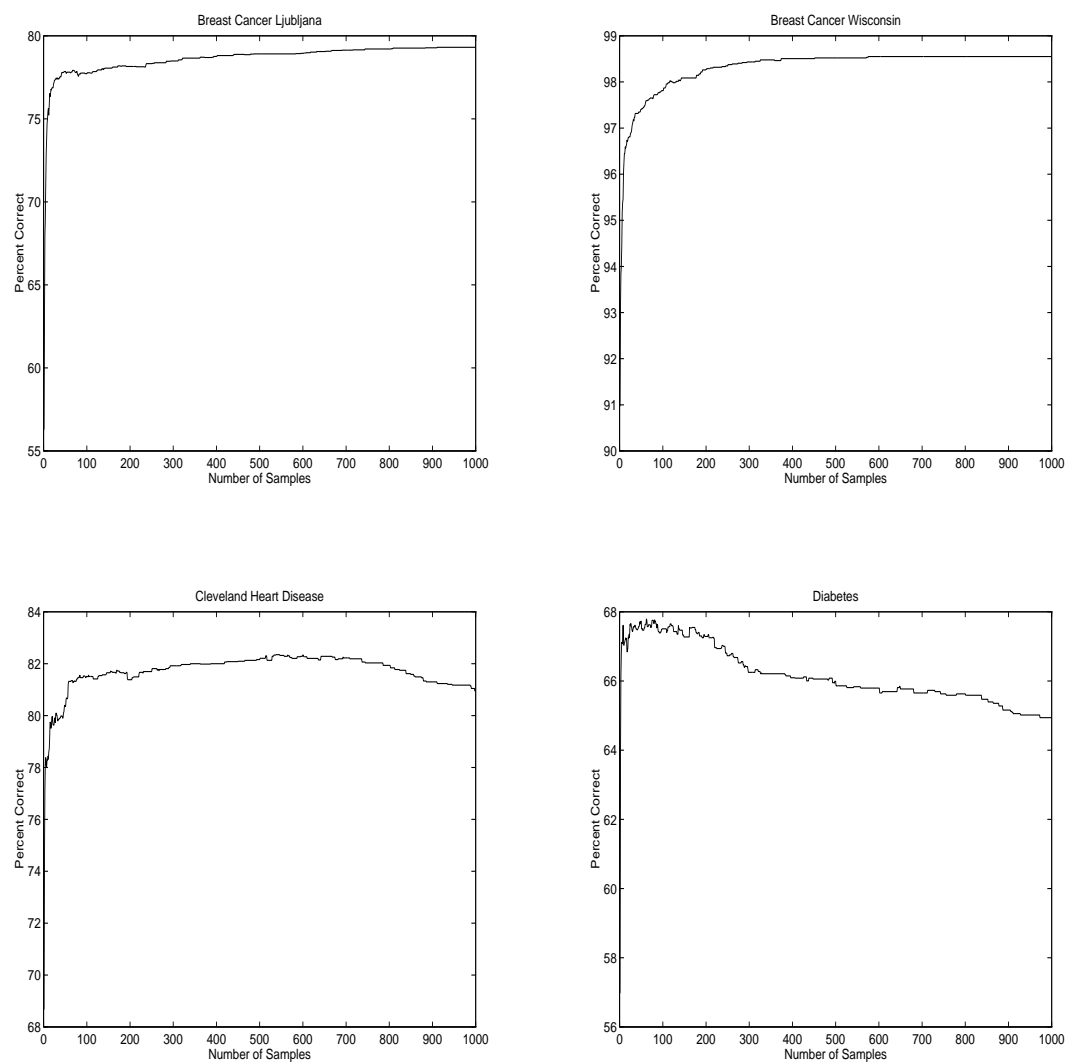 Breast Cancer Ljubljana
80
75
70
65
60
55
Percent Correct
0 100 200 300 400 500 600 700 800 900 1000
Number of Samples
Breast Cancer Wisconsin
99
98
97
96
95
94
93
92
91
90
Percent Correct
0 100 200 300 400 500 600 700 800 900 1000
Number of Samples
Cleveland Heart Disease
84
82
80
78
76
74
72
70
68
Percent Correct
0 100 200 300 400 500 600 700 800 900 1000
Number of Samples
Diabetes
68
66
64
62
60
58
56
Percent Correct
0 100 200 300 400 500 600 700 800 900 1000
Number of Samples